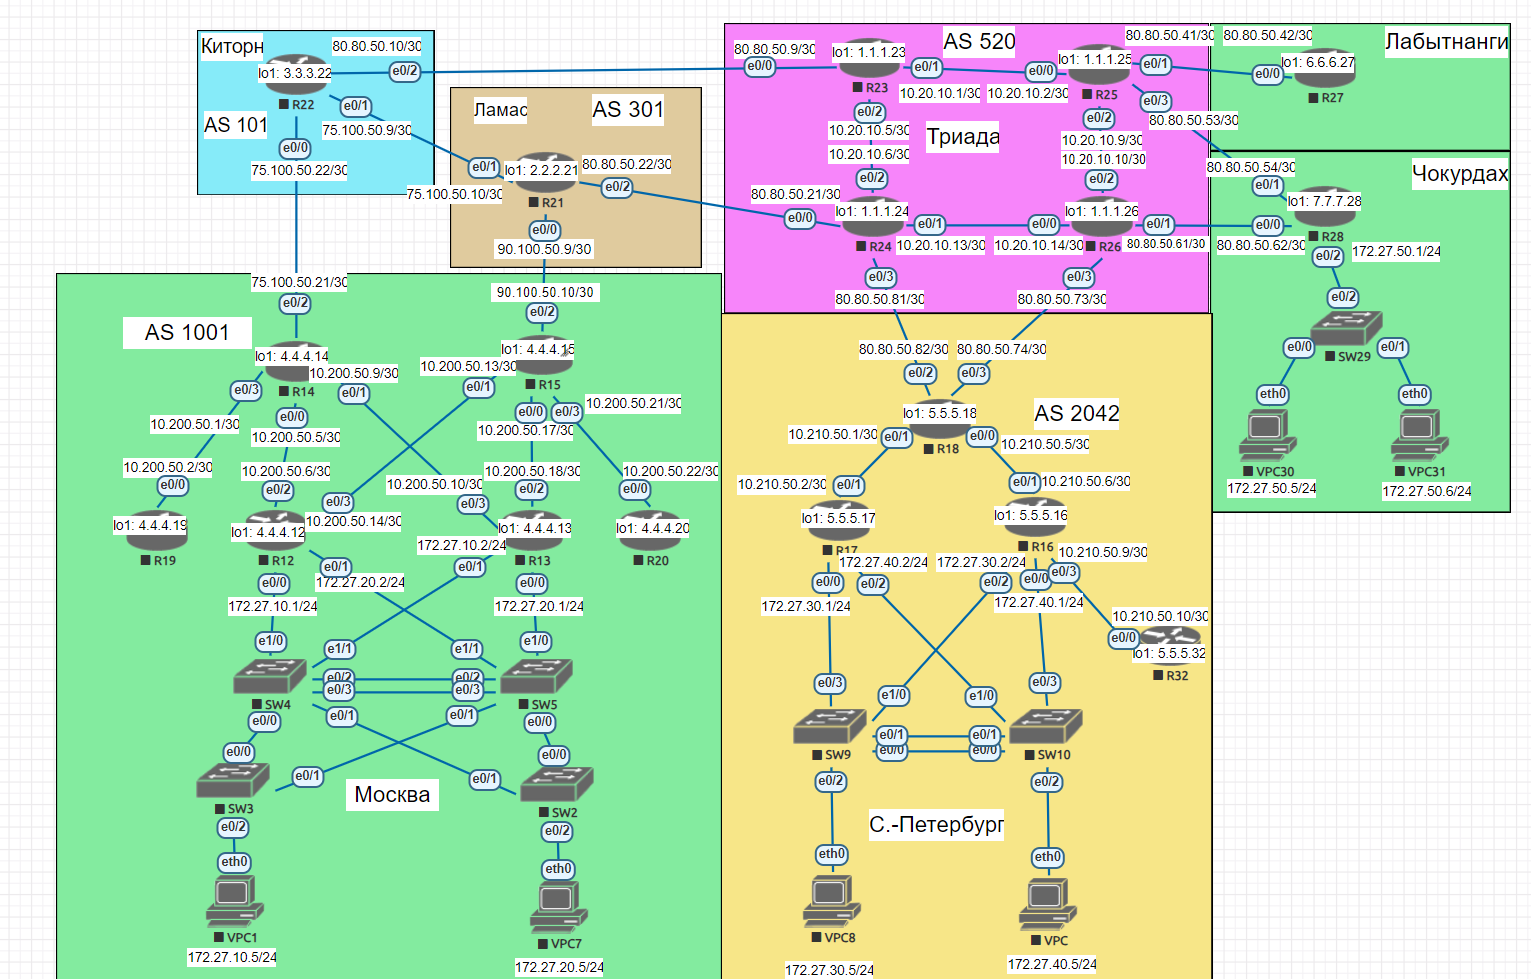 Киторн
80.80.50.10/30
lo1: 3.3.3.22
e0/2
R22
e0/1
AS 101
75.100.50.9/30
e0/0
75.100.50.22/30
Ламас
AS 301
e0/1
lo1: 2.2.2.21
80.80.50.22/30
e0/2
75.100.50.10/30
R21
e0/0
90.100.50.9/30
80.80.50.9/30
e0/0
lo1: 1.1.1.23
AS 520
R23
e0/1
10.20.10.1/30
e0/0
10.20.10.2/30
lo1: 1.1.1.25
R25
80.80.50.41/30
e0/1
e0/3
80.80.50.53/30
e0/2
10.20.10.5/30
10.20.10.6/30
e0/2
Триада
e0/2
10.20.10.9/30
10.20.10.10/30
e0/2
80.80.50.21/30
e0/0
lo1: 1.1.1.24
R24
e0/1
10.20.10.13/30
e0/0
10.20.10.14/30
lo1: 1.1.1.26
R26
e0/1
80.80.50.61/30
e0/3
80.80.50.81/30
e0/3
80.80.50.73/30
80.80.50.42/30
Лабытнанги
e0/0
lo1: 6.6.6.27
R27
80.80.50.54/30
Чокурдах
e0/1
lo1: 7.7.7.28
e0/0
80.80.50.62/30
R28
e0/2
172.27.50.1/24
e0/2
SW29
e0/0
e0/1
eth0
eth0
VPC30
172.27.50.5/24
VPC31
172.27.50.6/24
75.100.50.21/30
e0/2
AS 1001
90.100.50.10/30
e0/2
lo1: 4.4.4.14
R14
10.200.50.9/30
e0/1
e0/3
e0/0
10.200.50.1/30
10.200.50.5/30
10.200.50.13/30
e0/1
lo1: 4.4.4.15
R15
e0/0
e0/3
10.200.50.21/30
10.200.50.17/30
10.200.50.2/30
e0/0
lo1: 4.4.4.19
R19
10.200.50.6/30
e0/2
e0/3
10.200.50.14/30
lo1: 4.4.4.12
R12
10.200.50.10/30
e0/3
10.200.50.18/30
e0/2
lo1: 4.4.4.13
R13
10.200.50.22/30
e0/0
lo1: 4.4.4.20
R20
172.27.10.2/24
e0/1
e0/1
172.27.20.2/24
e0/0
172.27.10.1/24
e0/0
172.27.20.1/24
e1/0
e1/1
e1/1
e1/0
e0/2
e0/2
e0/3
e0/3
SW4
SW5
e0/0
e0/1
e0/1
e0/0
e0/0
e0/1
e0/1
e0/0
SW3
Москва
SW2
e0/2
e0/2
eth0
eth0
VPC1
172.27.10.5/24
VPC7
172.27.20.5/24
80.80.50.82/30
80.80.50.74/30
e0/2
e0/3
lo1: 5.5.5.18
R18
AS 2042
10.210.50.1/30
e0/1
e0/0
10.210.50.5/30
10.210.50.2/30
e0/1
e0/1
10.210.50.6/30
lo1: 5.5.5.17
R17
lo1: 5.5.5.16
R16
172.27.40.2/24
172.27.30.2/24
10.210.50.9/30
e0/0
e0/2
e0/2
e0/0
e0/3
172.27.30.1/24
172.27.40.1/24
10.210.50.10/30
e0/0
lo1: 5.5.5.32
R32
e0/3
e1/0
e1/0
e0/3
e0/1
e0/1
e0/0
e0/0
SW9
SW10
e0/2
e0/2
С.-Петербург
eth0
eth0
VPC8
VPC
172.27.30.5/24
172.27.40.5/24